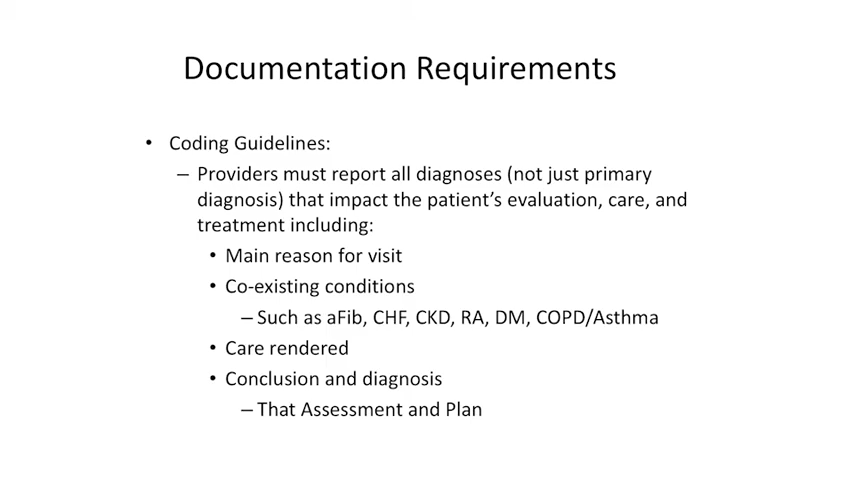 Documentation Requirements
• Coding Guidelines:
– Providers must report all diagnoses (not just primary
diagnosis) that impact the patient's evaluation, care, and
treatment including:
• Main reason for visit
• Co-existing conditions
– Such as aFib, CHF, CKD, RA, DM, COPD/Asthma
• Care rendered
• Conclusion and diagnosis
– That Assessment and Plan